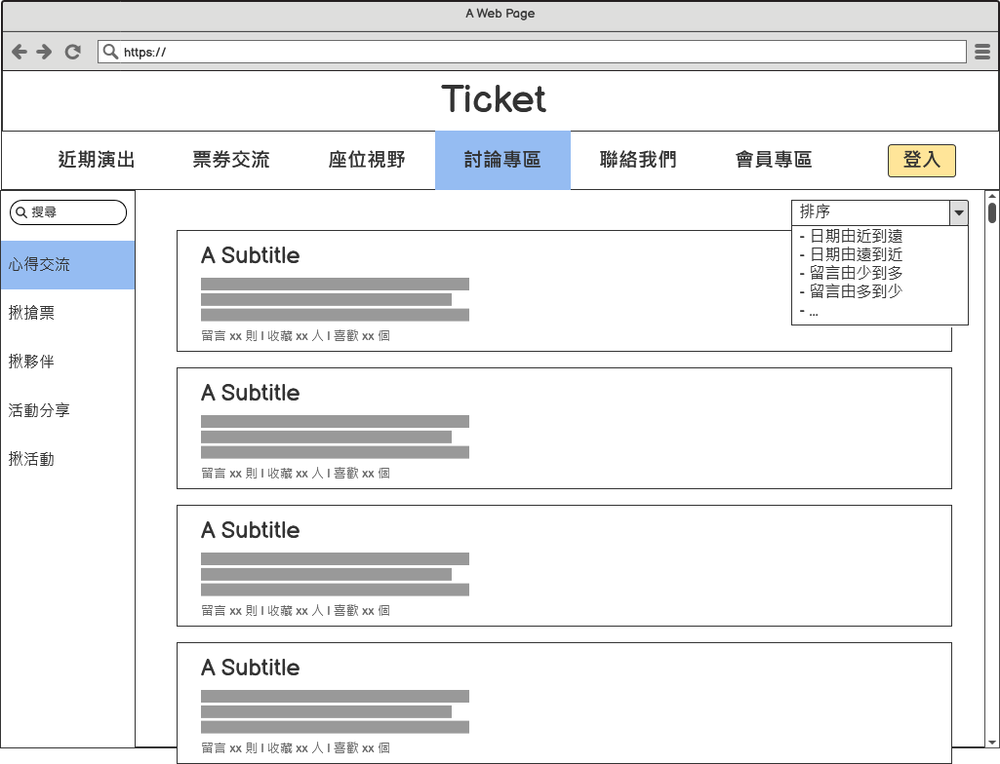 A Web Page
https://
Ticket
近期演出
票券交流
座位視野
討論專區
聯絡我們
會員專區
登入
搜尋
心得交流
揪搶票
揪夥伴
活動分享
揪活動
排序
- 日期由近到遠
- 日期由遠到近
- 留言由少到多
- 留言由多到少
- ...
A Subtitle
留言 xx 則 | 收藏 xx 人 | 喜歡 xx 個
A Subtitle
留言 xx 則 | 收藏 xx 人 | 喜歡 xx 個
A Subtitle
留言 xx 則 | 收藏 xx 人 | 喜歡 xx 個
A Subtitle
留言 xx 則 | 收藏 xx 人 | 喜歡 xx 個